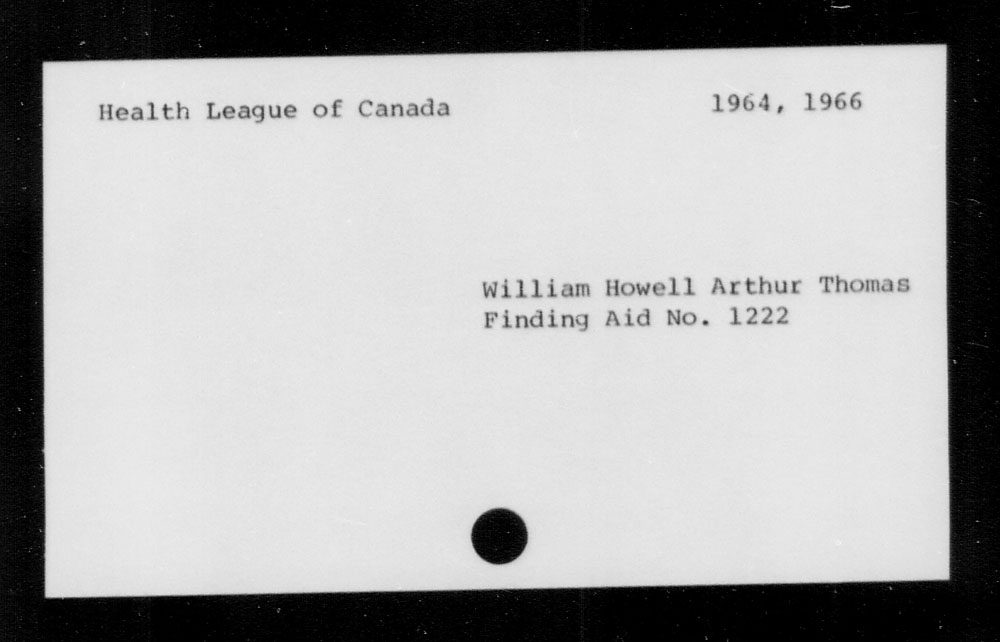 Health League of Canada 1964, 1966
William Howell Arthur Thomas
Finding Aid No. 1222